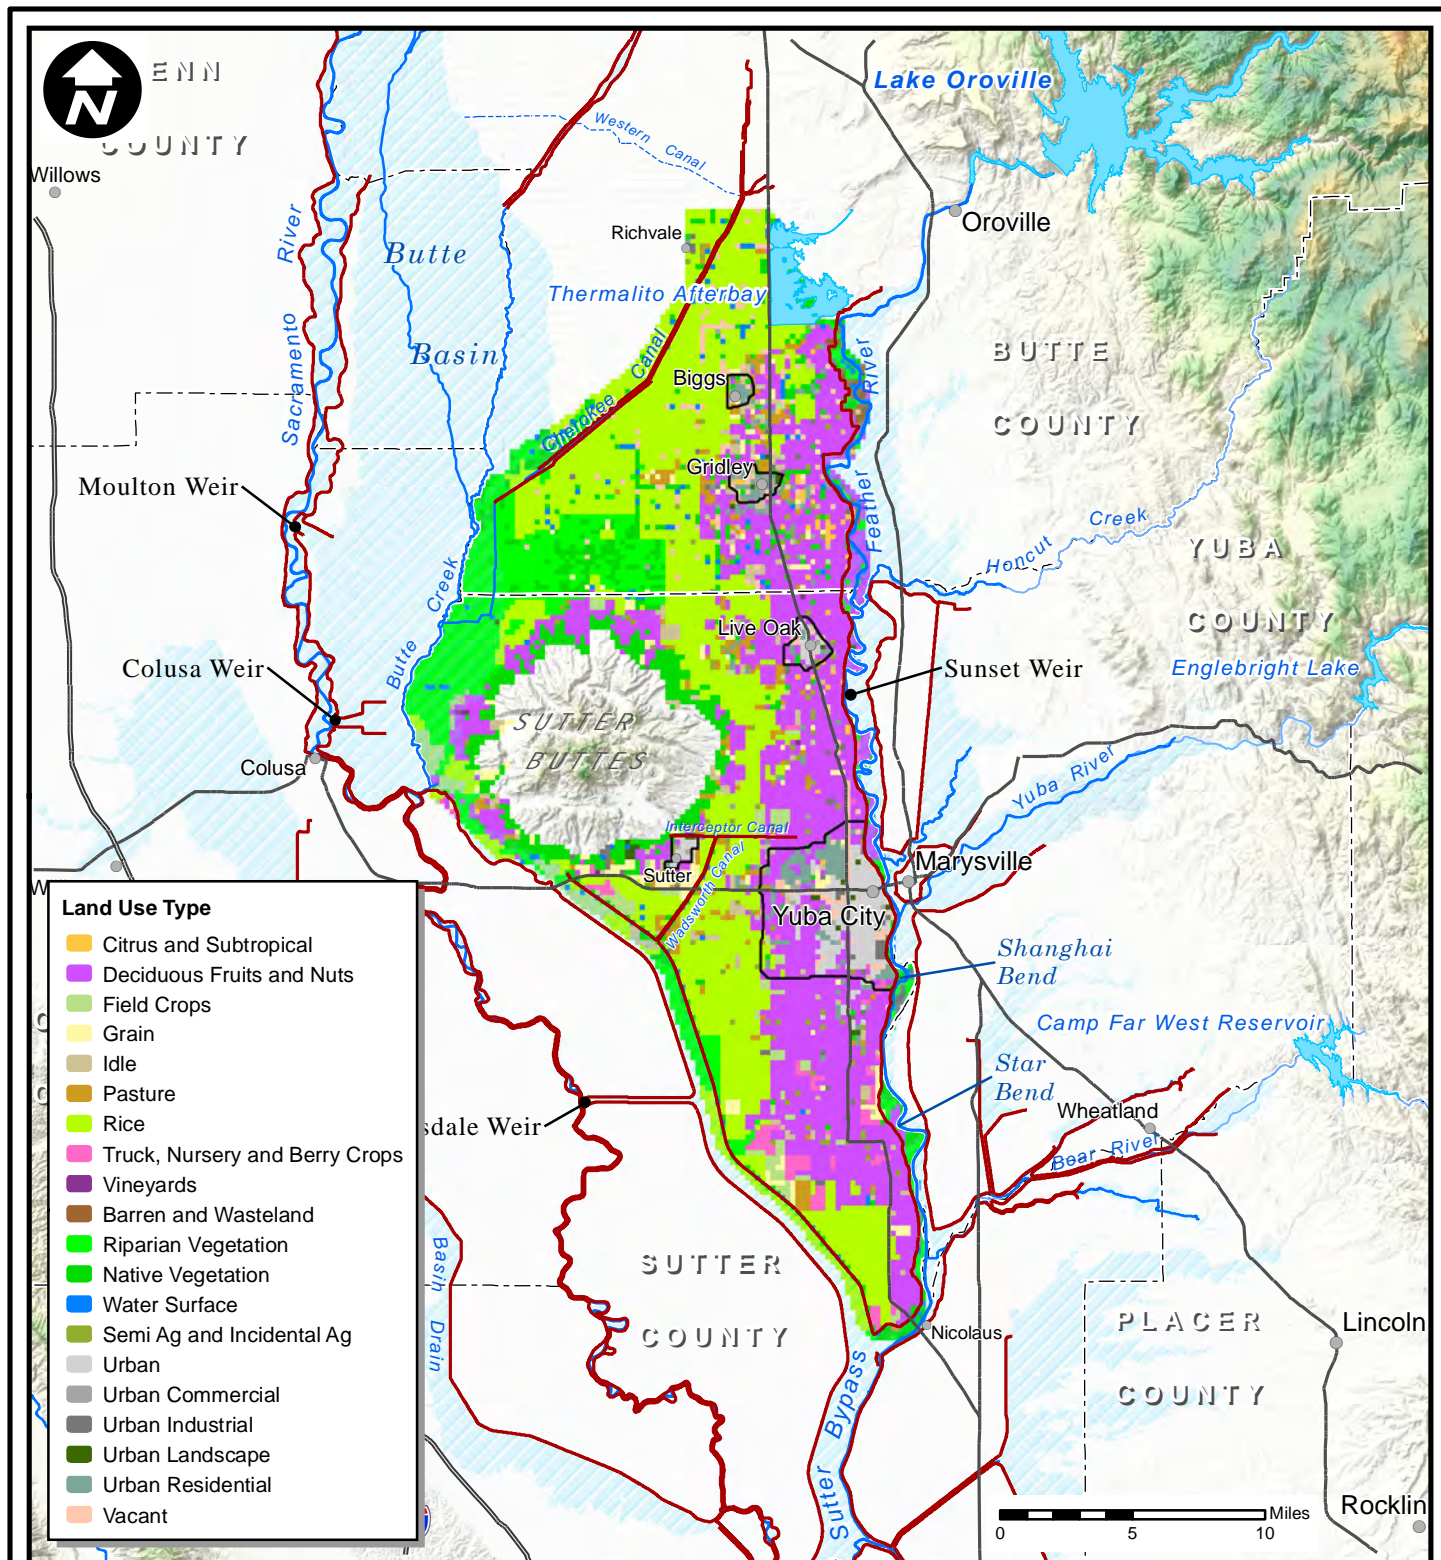 N
ENN
COUNTY
Willows
Lake Oroville
Western Canal
Richvale
Oroville
Sacramento River
Butte
Basin
Thermalito Afterbay
Cherokee Canal
Biggs
Feather River
BUTTE
COUNTY
Gridley
Moulton Weir
Honcut Creek
YUBA
COUNTY
Butte Creek
Live Oak
Colusa Weir
Sunset Weir
Englebright Lake
SUTTER
BUTTES
Colusa
Yuba River
Interceptor Canal
Wadsworth Canal
Sutter
Marysville
W
Yuba City
Shanghai
Bend
Camp Far West Reservoir
Star
Bend
Wheatland
sdale Weir
Bear River
Land Use Type
Citrus and Subtropical
Deciduous Fruits and Nuts
Field Crops
Grain
Idle
Pasture
Rice
Truck, Nursery and Berry Crops
Vineyards
Barren and Wasteland
Riparian Vegetation
Native Vegetation
Water Surface
Semi Ag and Incidental Ag
Urban
Urban Commercial
Urban Industrial
Urban Landscape
Urban Residential
Vacant
Basin Drain
SUTTER
COUNTY
Nicolaus
PLACER
COUNTY
Lincoln
Sutter Bypass
Rocklin
Miles
0 5 10